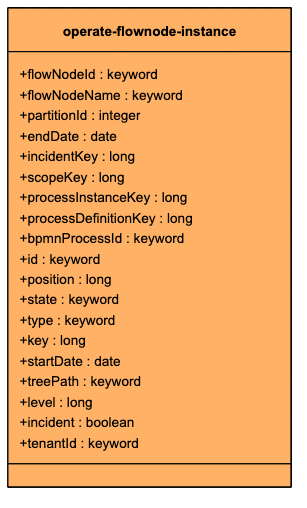 operate-flownode-instance
+flowNodeId : keyword
+flowNodeName : keyword
+partitionId : integer
+endDate : date
+incidentKey : long
+scopeKey : long
+processInstanceKey : long
+processDefinitionKey : long
+bpmnProcessId : keyword
+id : keyword
+position : long
+state : keyword
+type : keyword
+key : long
+startDate : date
+treePath : keyword
+level : long
+incident : boolean
+tenantId : keyword